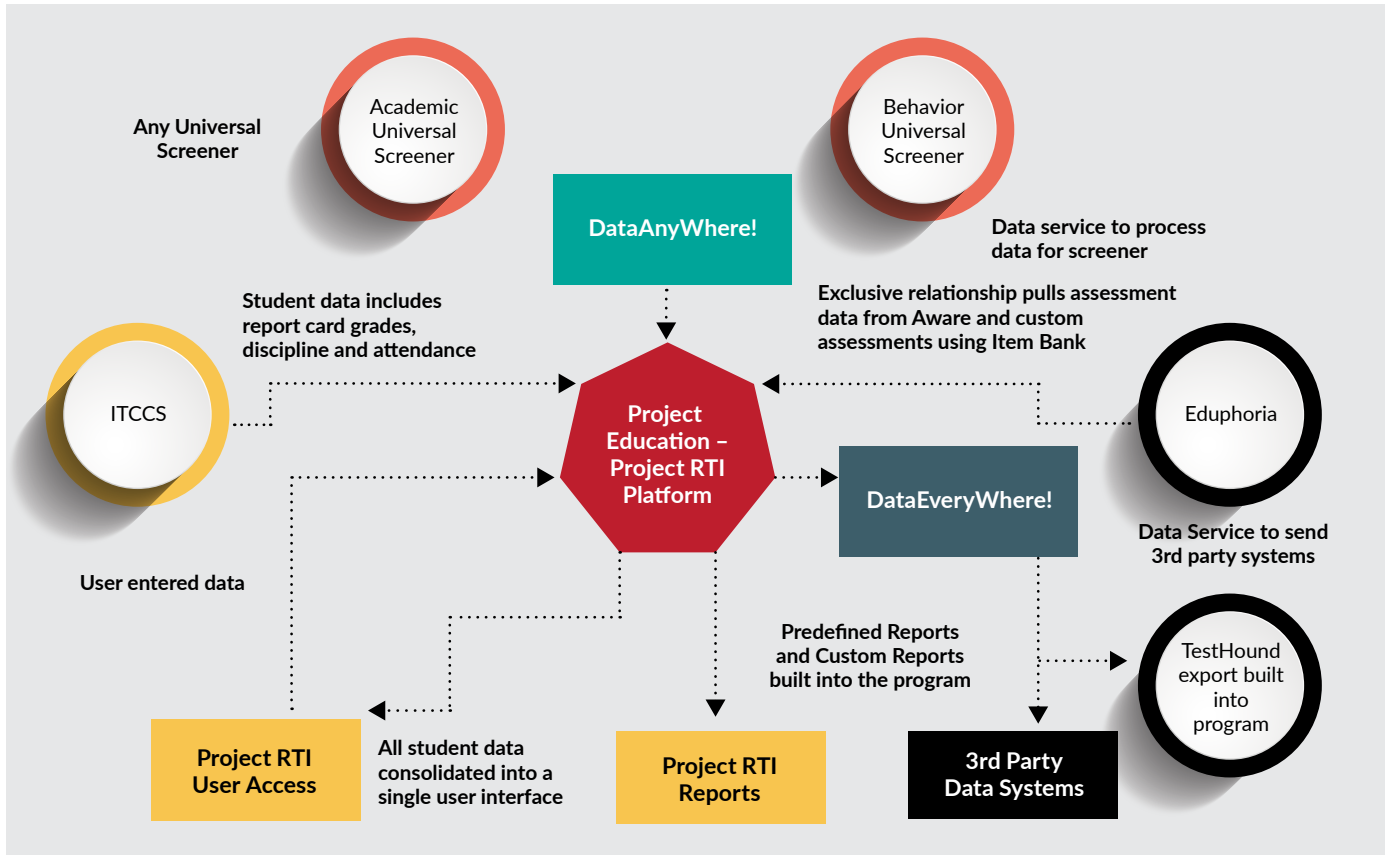 Any Universal
Screener
Academic
Universal
Screener
Behavior
Universal
Screener
DataAnyWhere!
Data service to process
data for screener
Student data includes
report card grades,
discipline and attendance
Exclusive relationship pulls assessment
data from Aware and custom
assessments using Item Bank
ITCCS
Project
Education –
Project RTI
Platform
Eduphoria
DataEveryWhere!
Data Service to send
3rd party systems
User entered data
Predefined Reports
and Custom Reports
built into the program
TestHound
export built
into
program
Project RTI
User Access
All student data
consolidated into a
single user interface
Project RTI
Reports
3rd Party
Data Systems